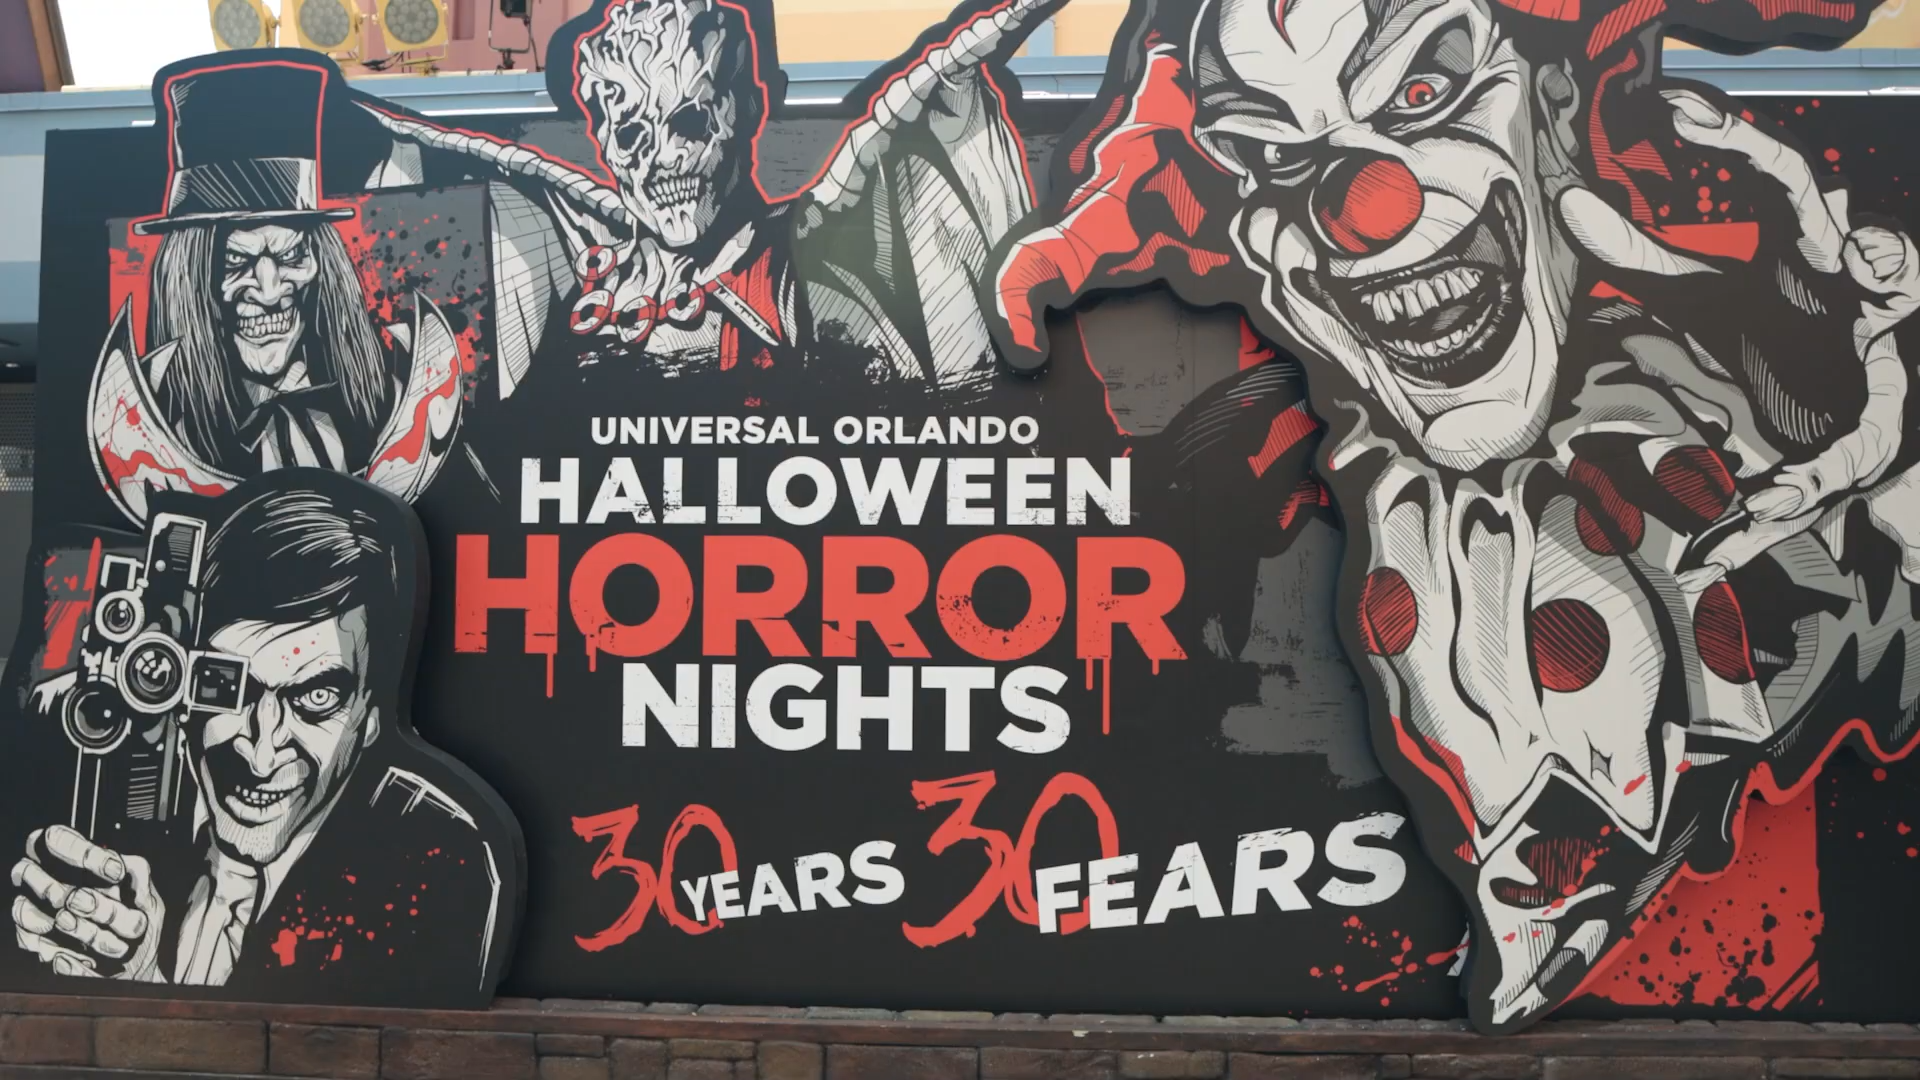 UNIVERSAL ORLANDO
HALLOWEEN
HORROR
NIGHTS
30 YEARS 30 FEARS